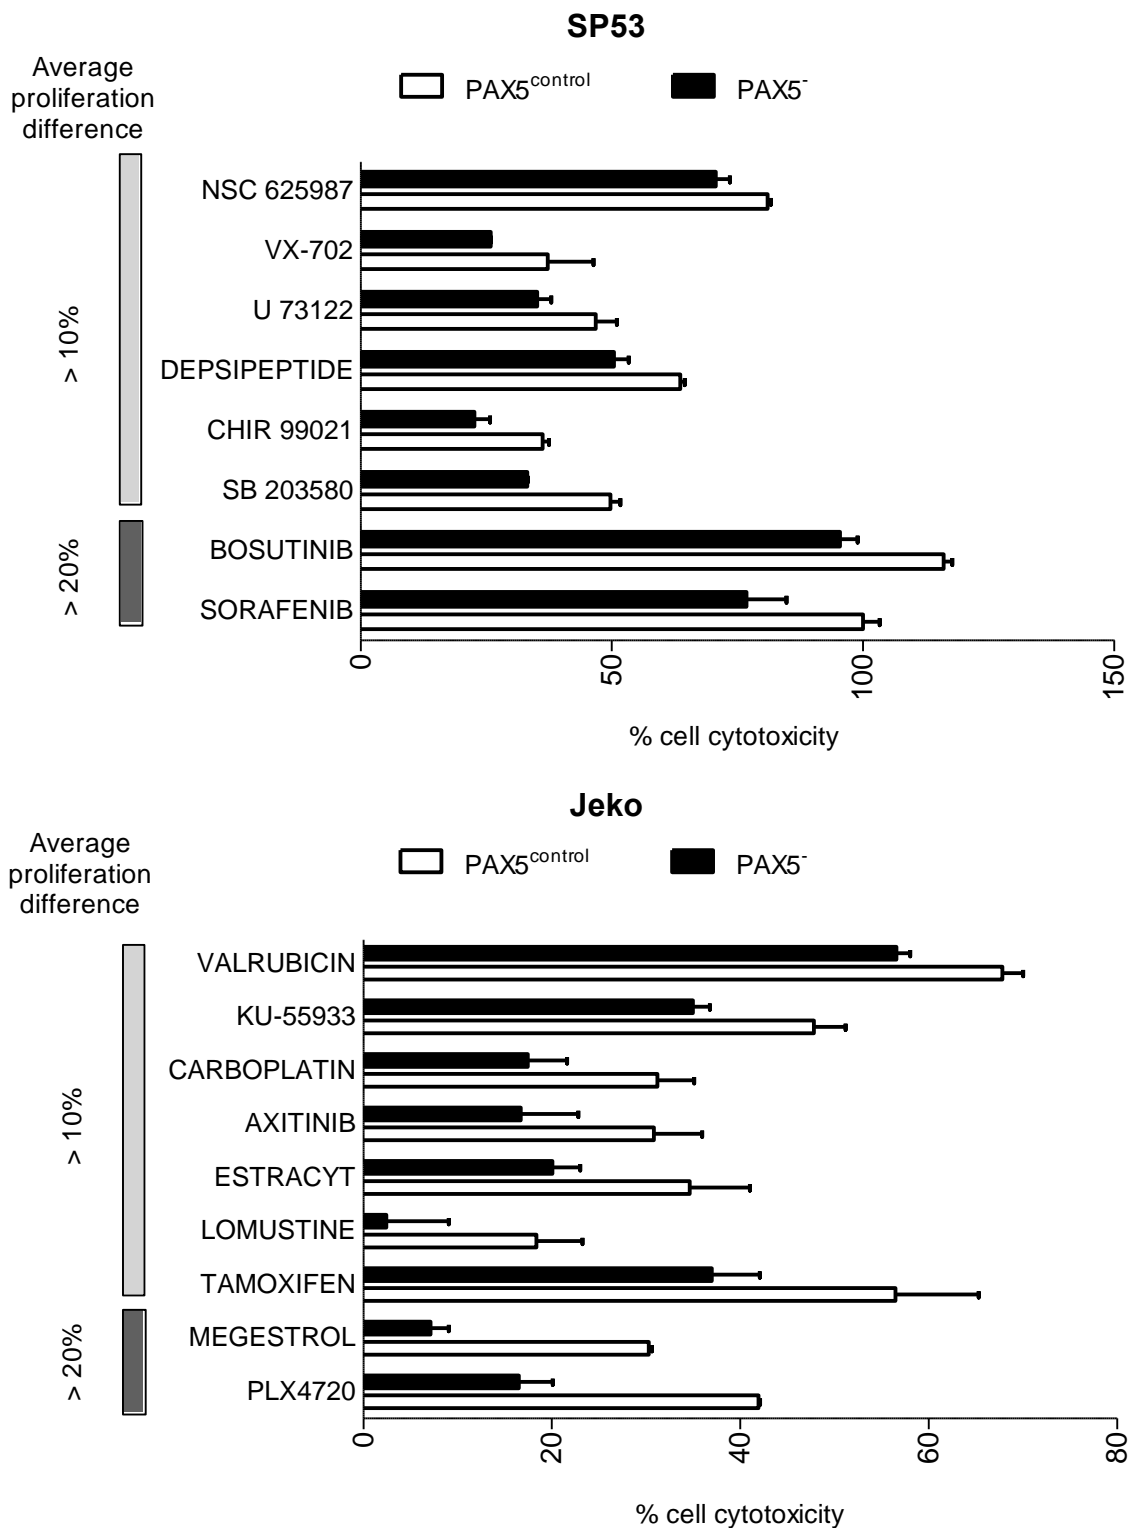 SP53
Average
proliferation
difference
PAX5control
PAX5-
NSC 625987
VX-702
U 73122
DEPSIPEPTIDE
CHIR 99021
SB 203580
BOSUTINIB
SORAFENIB
> 10%
> 20%
0
50
100
150
% cell cytotoxicity
Jeko
Average
proliferation
difference
PAX5control
PAX5-
VALRUBICIN
KU-55933
CARBOPLATIN
AXITINIB
ESTRACYT
LOMUSTINE
TAMOXIFEN
MEGESTROL
PLX4720
> 10%
> 20%
0
20
40
60
80
% cell cytotoxicity